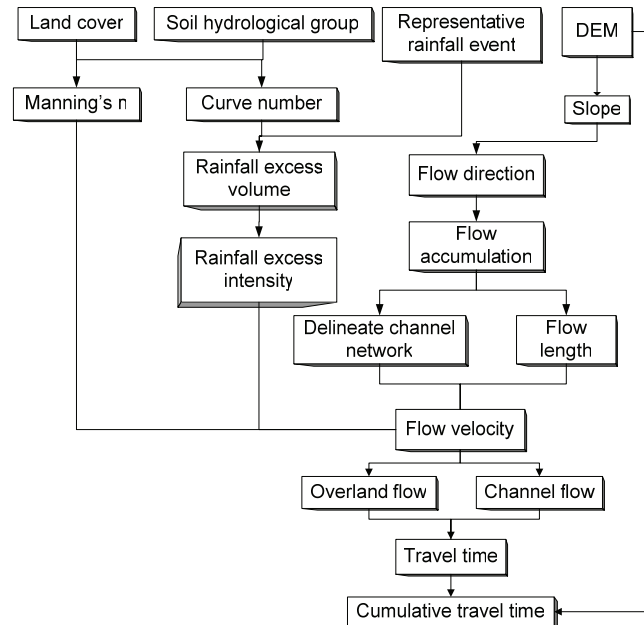 Land cover
Soil hydrological group
Representative
rainfall event
DEM
Manning's n
Curve number
Slope
Rainfall excess
volume
Flow direction
Rainfall excess
intensity
Flow
accumulation
Delineate channel
network
Flow
length
Flow velocity
Overland flow
Channel flow
Travel time
Cumulative travel time